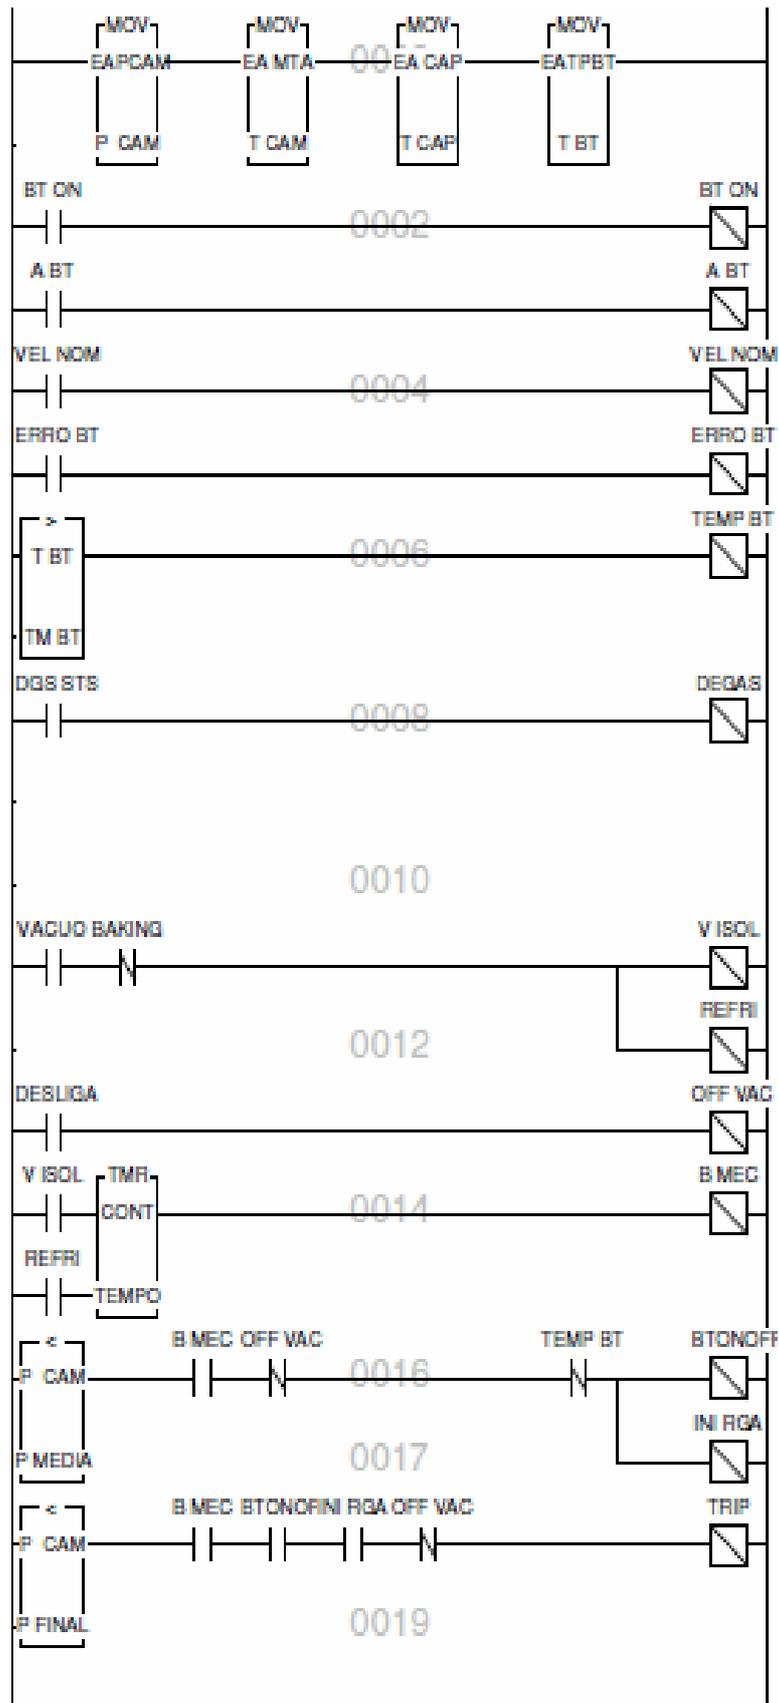 MOV MOV MOV MOV
EAPCAM EA MTA EA CAP EATPBT
P CAM T CAM T CAP T BT
BT ON BT ON
0002
A BT A BT
VEL NOM VEL NOM
0004
ERRO BT ERRO BT
> TEMP BT
T BT 0006
TM BT
DGS STS DEGAS
0008
0010
VACUO BAKING V ISOL
REFRI
0012
DESLIGA OFF VAC
V ISOL TMR B MEC
CONT 0014
REFRI
TEMPO
< B MEC OFF VAC TEMP BT BTONOFF
P CAM 0016
INI RGA
P MEDIA 0017
< B MEC BTONOFINI RGA OFF VAC TRIP
P CAM
P FINAL 0019